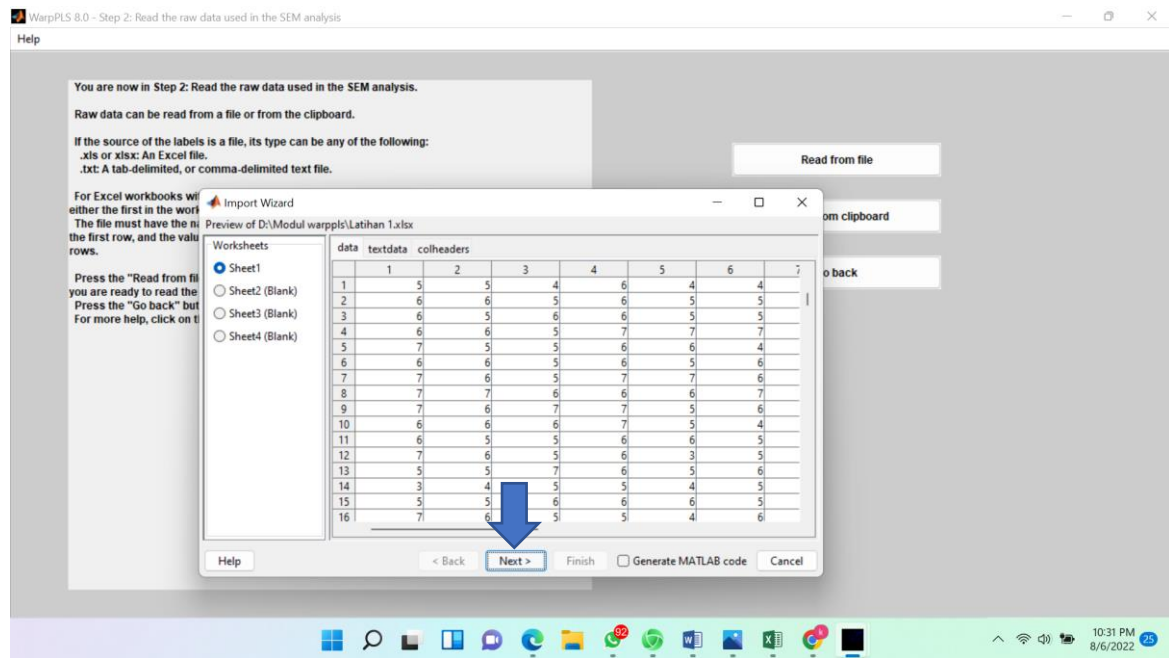 WarpPLS 8.0 - Step 2: Read the raw data used in the SEM analysis
Help
You are now in Step 2: Read the raw data used in the SEM analysis.
Raw data can be read from a file or from the clipboard.
If the source of the labels is a file, its type can be any of the following:
.xls or xlsx: An Excel file.
.txt: A tab-delimited, or comma-delimited text file.
For Excel workbooks wi
either the first in the work
The file must have the na
the first row, and the valu
rows.
Press the "Read from fil
you are ready to read the
Press the "Go back" but
For more help, click on t
Read from file
om clipboard
o back
Import Wizard
Preview of D:\Modul warppls\Latihan 1.xlsx
Worksheets
Sheet1
Sheet2 (Blank)
Sheet3 (Blank)
Sheet4 (Blank)
data textdata colheaders
1 2 3 4 5 6 7
1 5 5 4 6 4 4
2 6 6 5 6 5 5
3 6 5 6 6 5 5
4 6 6 5 7 7 7
5 7 5 5 6 6 4
6 6 6 5 6 5 6
7 7 6 5 7 7 6
8 7 7 6 6 6 7
9 7 6 7 7 5 6
10 6 6 6 7 5 4
11 6 5 5 6 6 5
12 7 6 5 6 3 5
13 5 5 7 6 5 6
14 3 4 5 5 4 5
15 5 5 6 6 6 5
16 7 6 5 5 4 6
Help < Back Next > Finish Generate MATLAB code Cancel
92
10:31 PM
8/6/2022
25